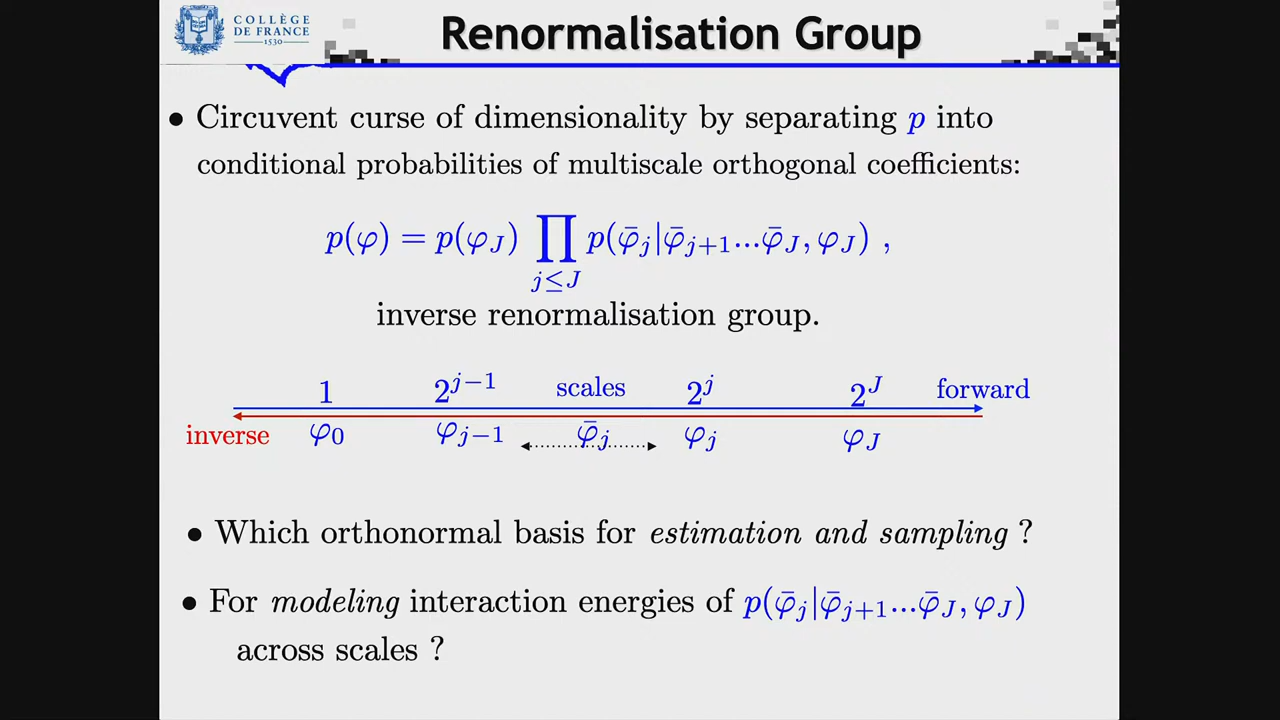 COLLÈGE
DE FRANCE
1530
Renormalisation Group
• Circuvent curse of dimensionality by separating p into
conditional probabilities of multiscale orthogonal coefficients:
p(φ) = p(φ_J) ∏_{j≤J} p(φ̄_j|φ̄_{j+1}...φ̄_J, φ_J) ,
inverse renormalisation group.
1 2^{j−1} scales 2^j 2^J forward
inverse φ_0 φ_{j−1} φ̄_j φ_j φ_J
• Which orthonormal basis for estimation and sampling ?
• For modeling interaction energies of p(φ̄_j|φ̄_{j+1}...φ̄_J, φ_J)
across scales ?